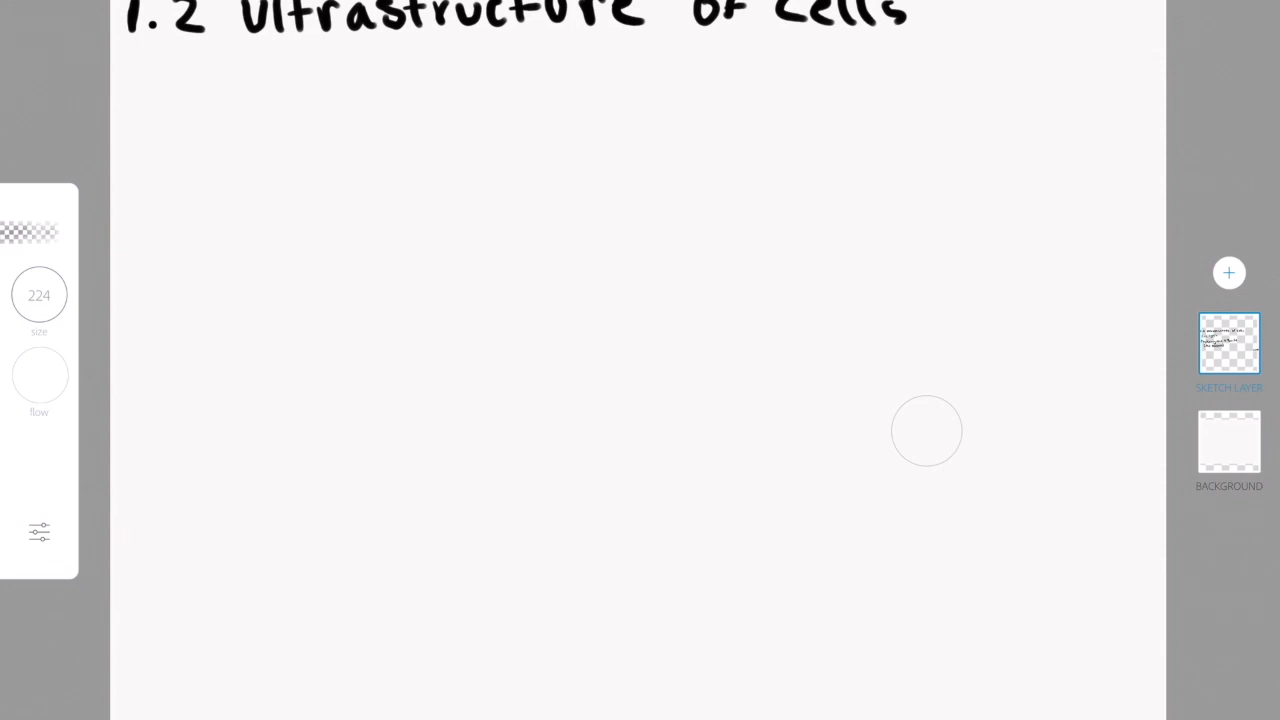 1.2 Ultrastructure of cells
224
size
flow
SKETCH LAYER
BACKGROUND